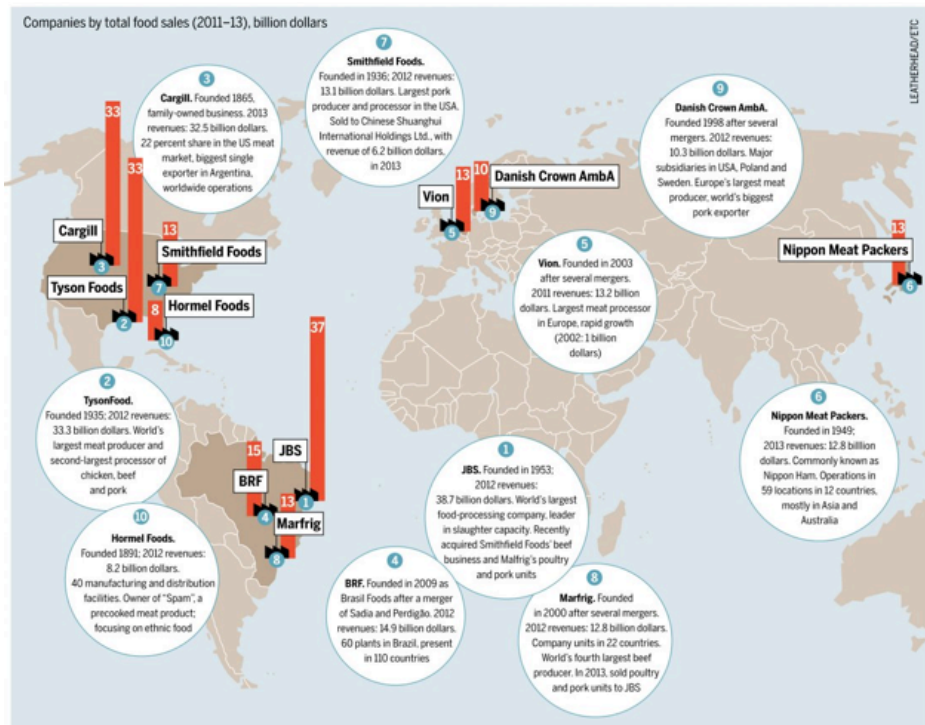 Companies by total food sales (2011–13), billion dollars
LEATHERHEAD/ETC
3
Cargill. Founded 1865,
family-owned business. 2013
revenues: 32.5 billion dollars.
22 percent share in the US meat
market, biggest single
exporter in Argentina,
worldwide operations
7
Smithfield Foods.
Founded in 1936; 2012 revenues:
13.1 billion dollars. Largest pork
producer and processor in the USA.
Sold to Chinese Shuanghui
International Holdings Ltd., with
revenue of 6.2 billion dollars.
in 2013
9
Danish Crown AmbA.
Founded 1998 after several
mergers. 2012 revenues:
10.3 billion dollars. Major
subsidiaries in USA, Poland and
Sweden. Europe's largest meat
producer, world's biggest
pork exporter
33
33
13
8
Cargill
3
Smithfield Foods
7
Tyson Foods
2
Hormel Foods
10
13
10
Vion
5
Danish Crown AmbA
9
13
Nippon Meat Packers
6
5
Vion. Founded in 2003
after several mergers.
2011 revenues: 13.2 billion
dollars. Largest meat processor
in Europe, rapid growth
(2002: 1 billion
dollars)
37
15
13
JBS
1
BRF
4
Marfrig
8
2
TysonFood.
Founded 1935; 2012 revenues:
33.3 billion dollars. World's
largest meat producer and
second-largest processor of
chicken, beef
and pork
6
Nippon Meat Packers.
Founded in 1949;
2013 revenues: 12.8 billlion
dollars. Commonly known as
Nippon Ham. Operations in
59 locations in 12 countries,
mostly in Asia and
Australia
1
JBS. Founded in 1953;
2012 revenues:
38.7 billion dollars. World's largest
food-processing company, leader
in slaughter capacity. Recently
acquired Smithfield Foods' beef
business and Malfrig's poultry
and pork units
10
Hormel Foods.
Founded 1891; 2012 revenues:
8.2 billion dollars.
40 manufacturing and distribution
facilities. Owner of "Spam", a
precooked meat product;
focusing on ethnic food
4
BRF. Founded in 2009 as
Brasil Foods after a merger
of Sadia and Perdigão. 2012
revenues: 14.9 billion dollars.
60 plants in Brazil, present in
110 countries
8
Marfrig. Founded
in 2000 after several mergers.
2012 revenues: 12.8 billion dollars.
Company units in 22 countries.
World's fourth largest beef
producer. In 2013, sold poultry
and pork units to JBS